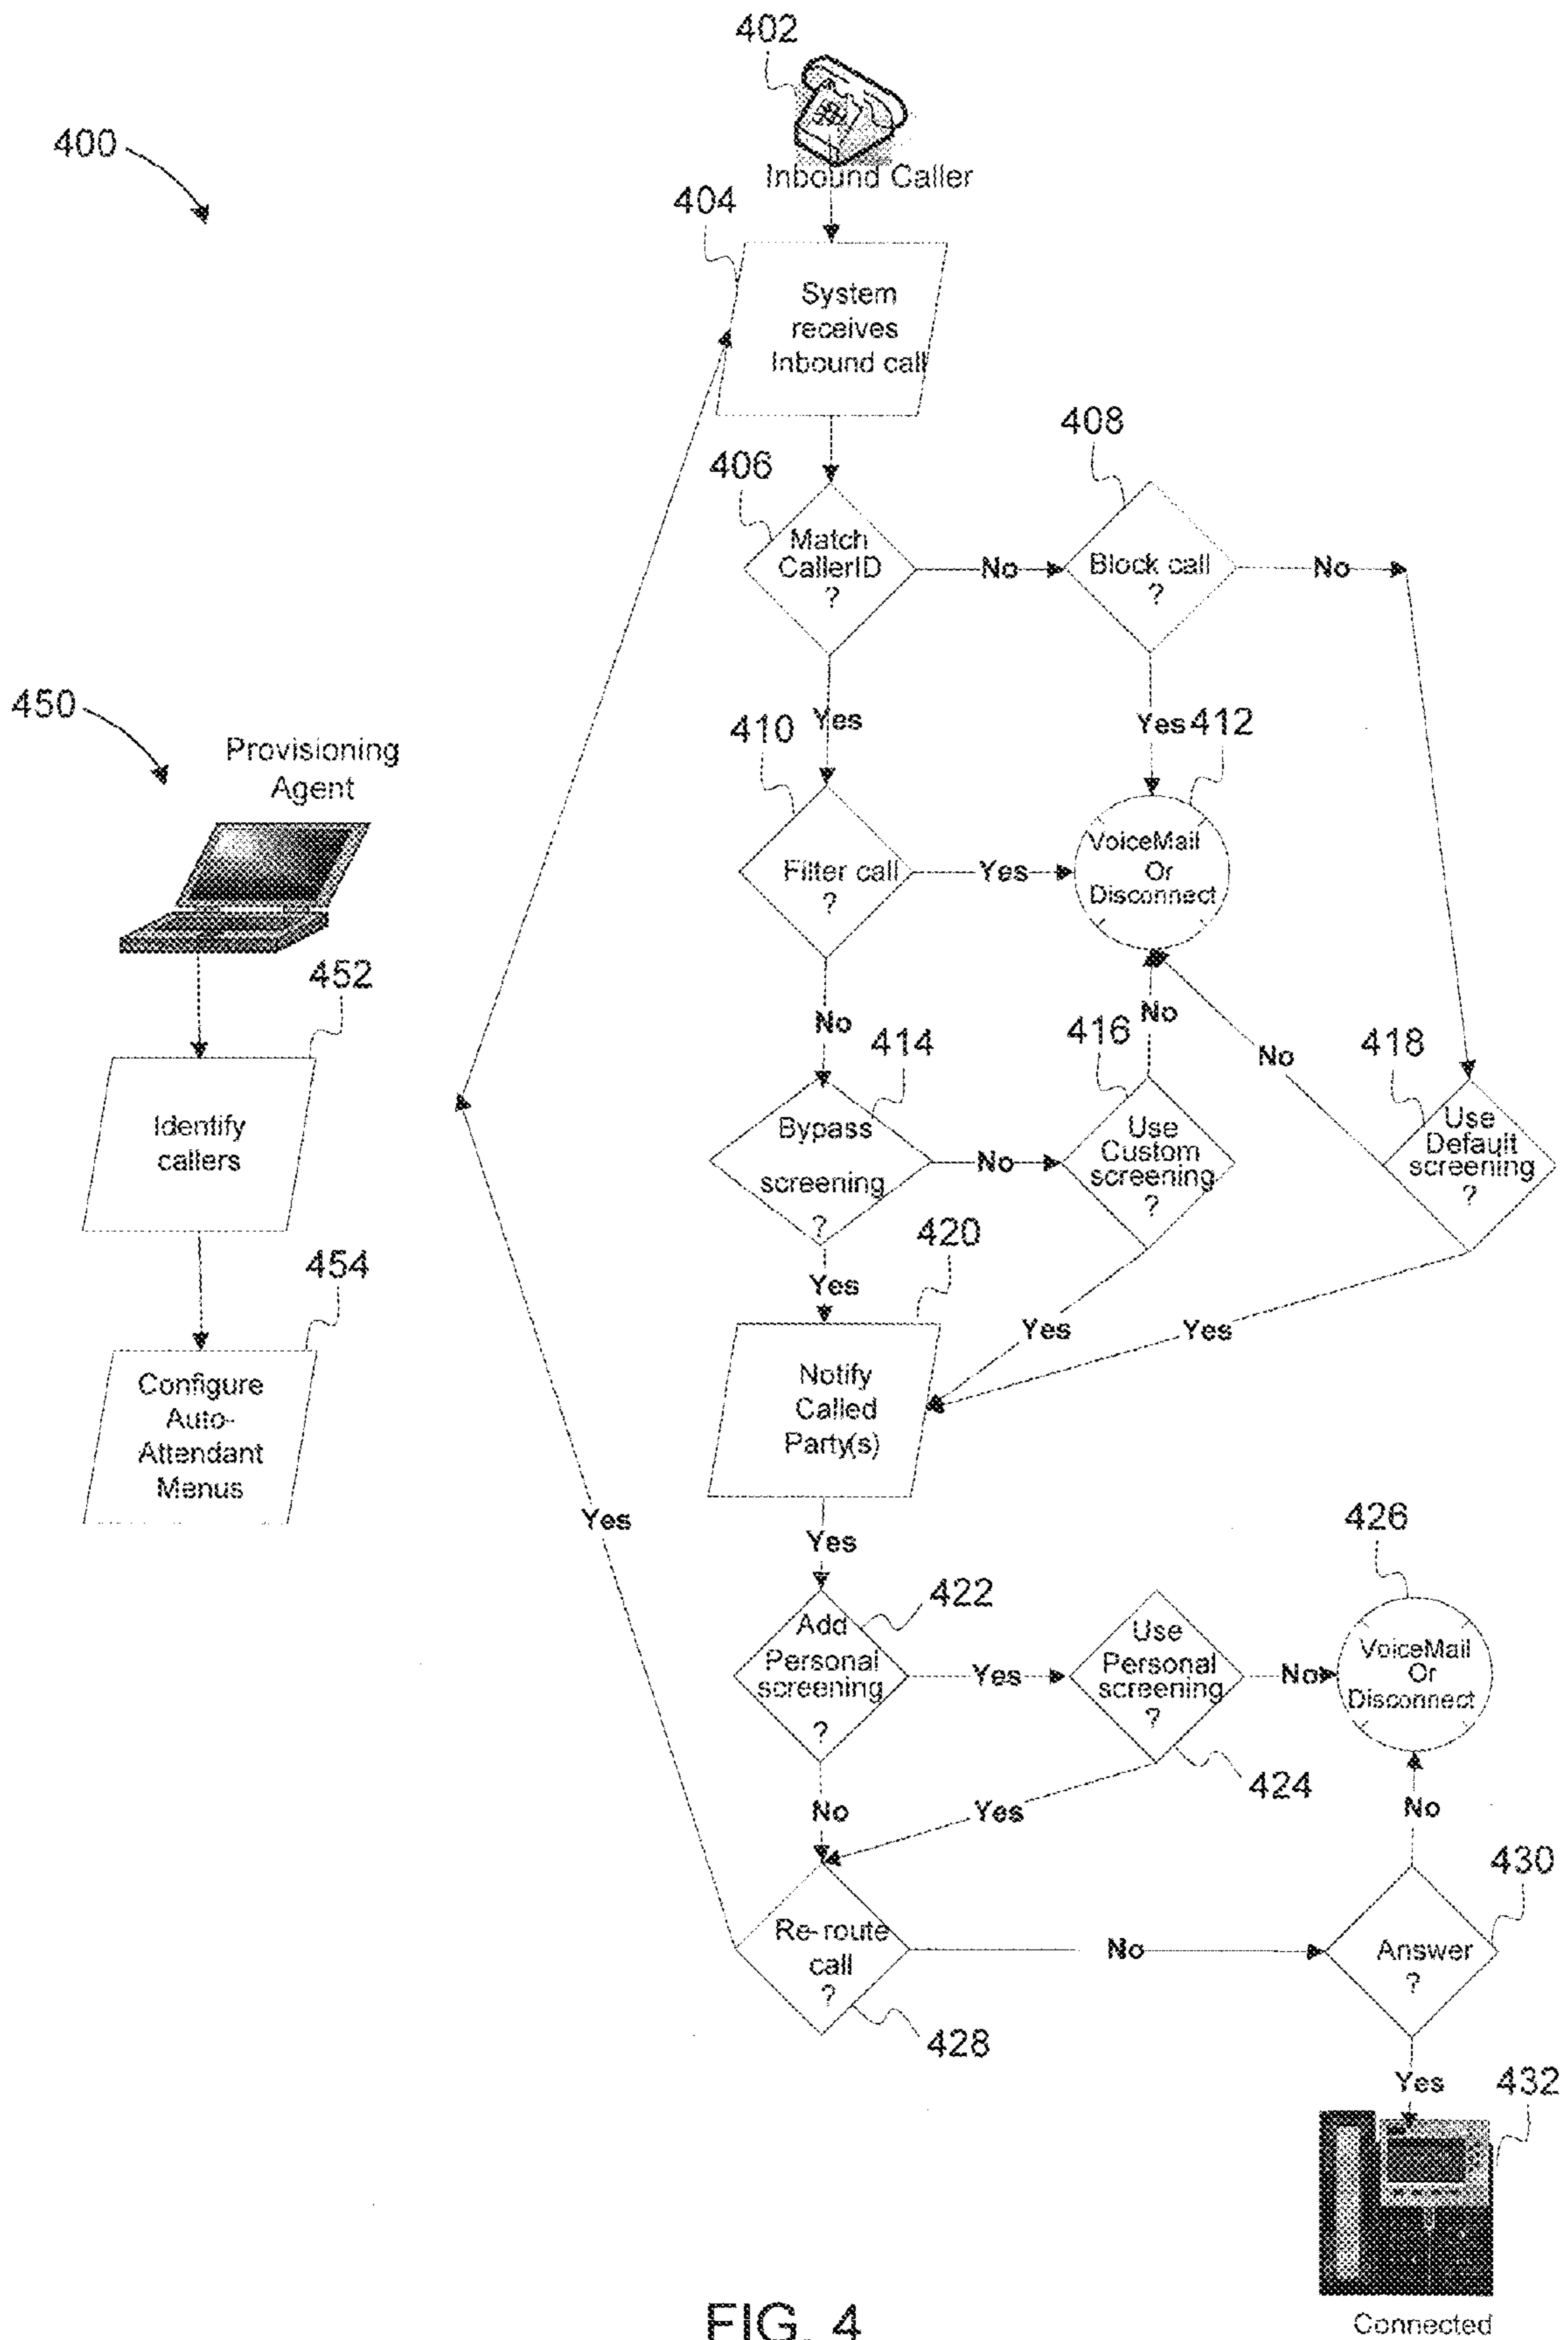 402
400
Inbound Caller
404
System
receives
Inbound call
408
406
Match
CallerID
?
No
Block call
?
No
450
Provisioning
Agent
Yes
410
Yes
412
Filter call
?
Yes
VoiceMail
Or
Disconnect
452
No
414
No
416
No
418
Identify
callers
Bypass
screening
?
No
Use
Custom
screening
?
Use
Default
screening
?
454
Yes
420
Yes
Yes
Configure
Auto-
Attendant
Menus
Notify
Called
Party(s)
Yes
Yes
426
422
Add
Personal
screening
?
Yes
Use
Personal
screening
?
No
VoiceMail
Or
Disconnect
424
No
Yes
No
430
Re-route
call
?
No
Answer
?
428
Yes
432
FIG. 4
Connected